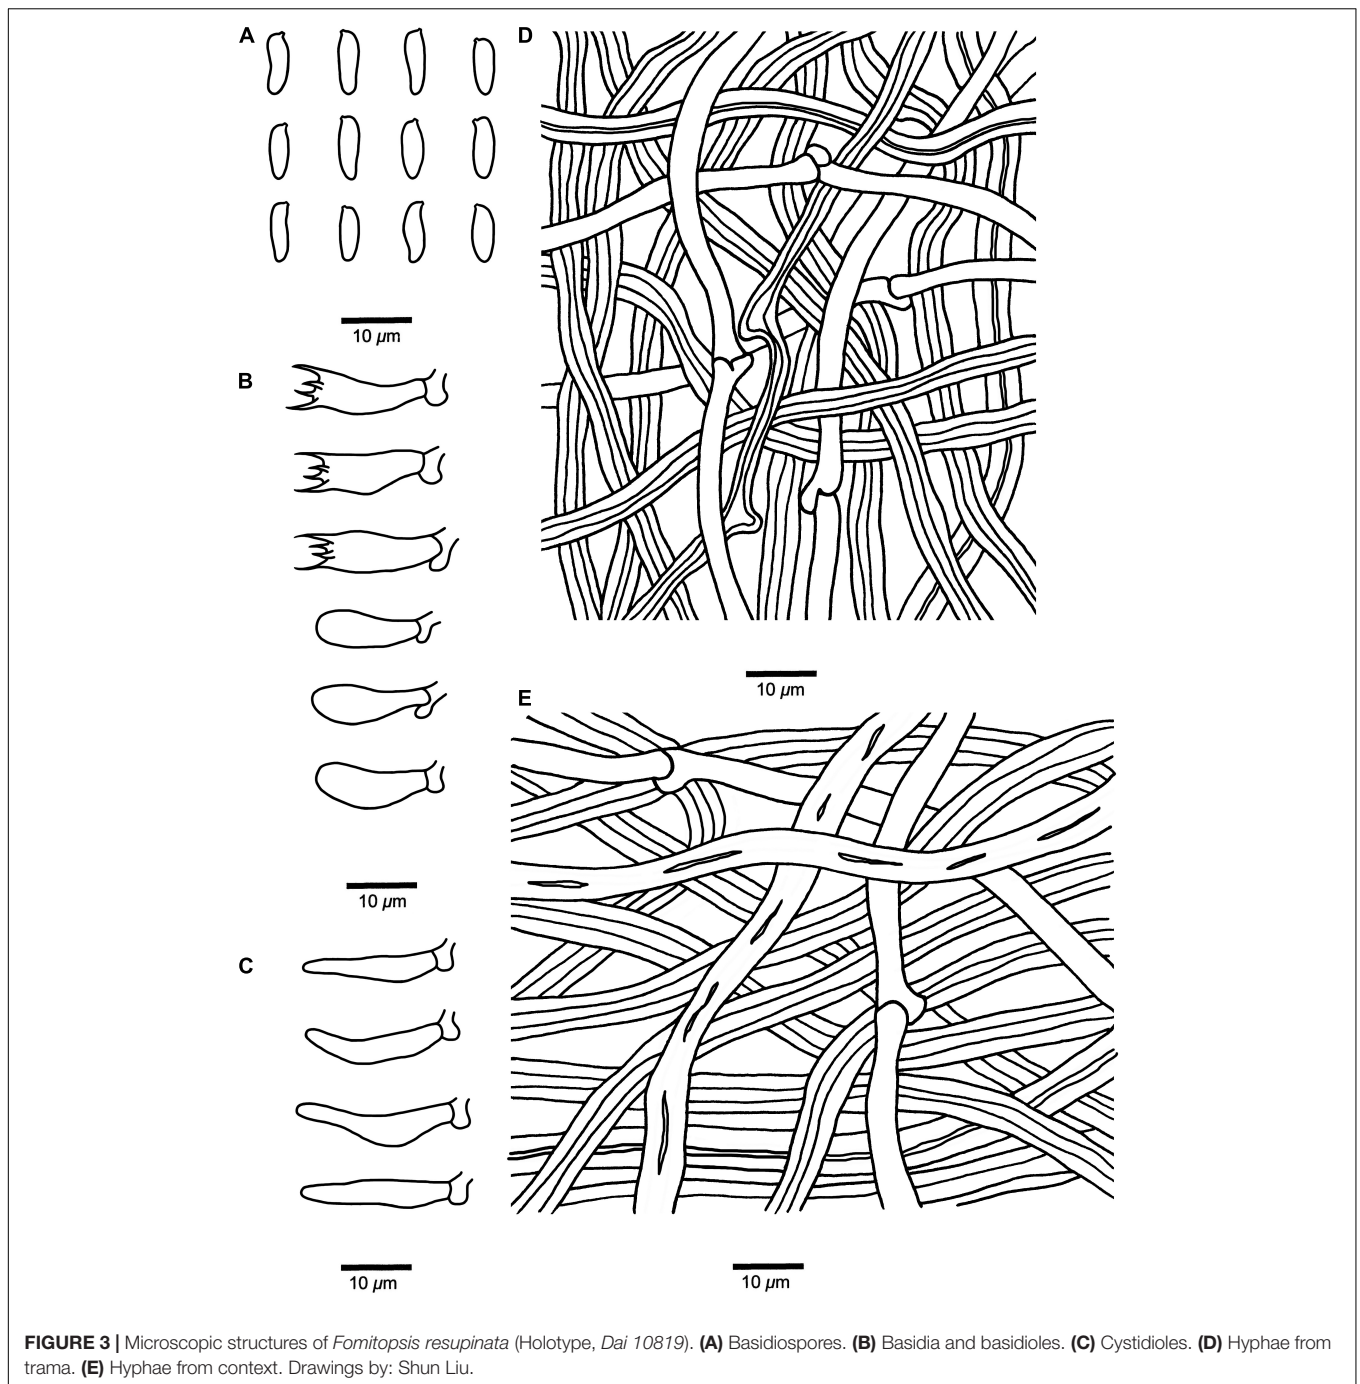 A
D
10 µm
B
10 µm
E
10 µm
C
10 µm
10 µm
FIGURE 3 | Microscopic structures of Fomitopsis resupinata (Holotype, Dai 10819). (A) Basidiospores. (B) Basidia and basidioles. (C) Cystidioles. (D) Hyphae from
trama. (E) Hyphae from context. Drawings by: Shun Liu.